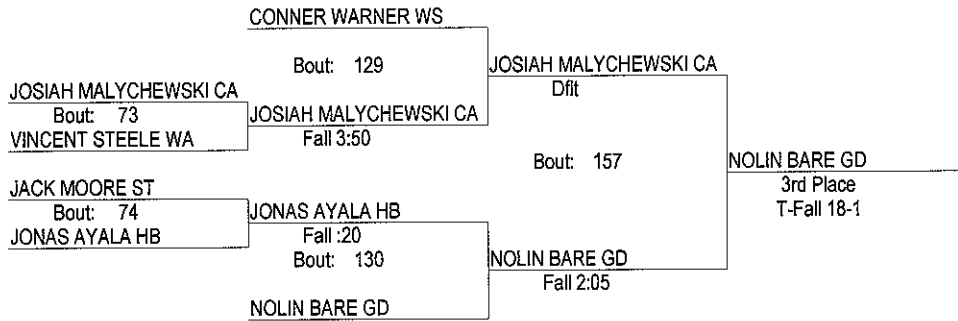 CONNER WARNER WS
Bout: 129
JOSIAH MALYCHEWSKI CA
Dflt
JOSIAH MALYCHEWSKI CA
Bout: 73
JOSIAH MALYCHEWSKI CA
VINCENT STEELE WA
Fall 3:50
Bout: 157
NOLIN BARE GD
3rd Place
T-Fall 18-1
JACK MOORE ST
Bout: 74
JONAS AYALA HB
JONAS AYALA HB
Fall :20
Bout: 130
NOLIN BARE GD
Fall 2:05
NOLIN BARE GD